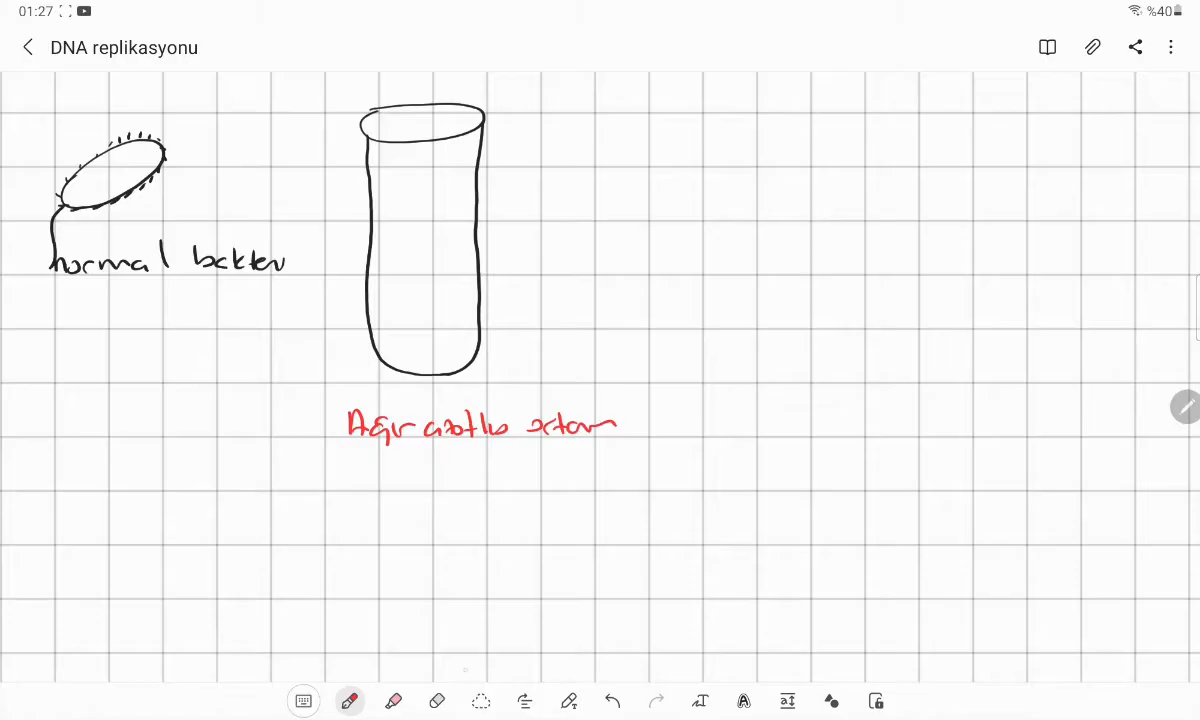 01:27
%40
DNA replikasyonu
normal bakteri
Ağır azotlu ortam